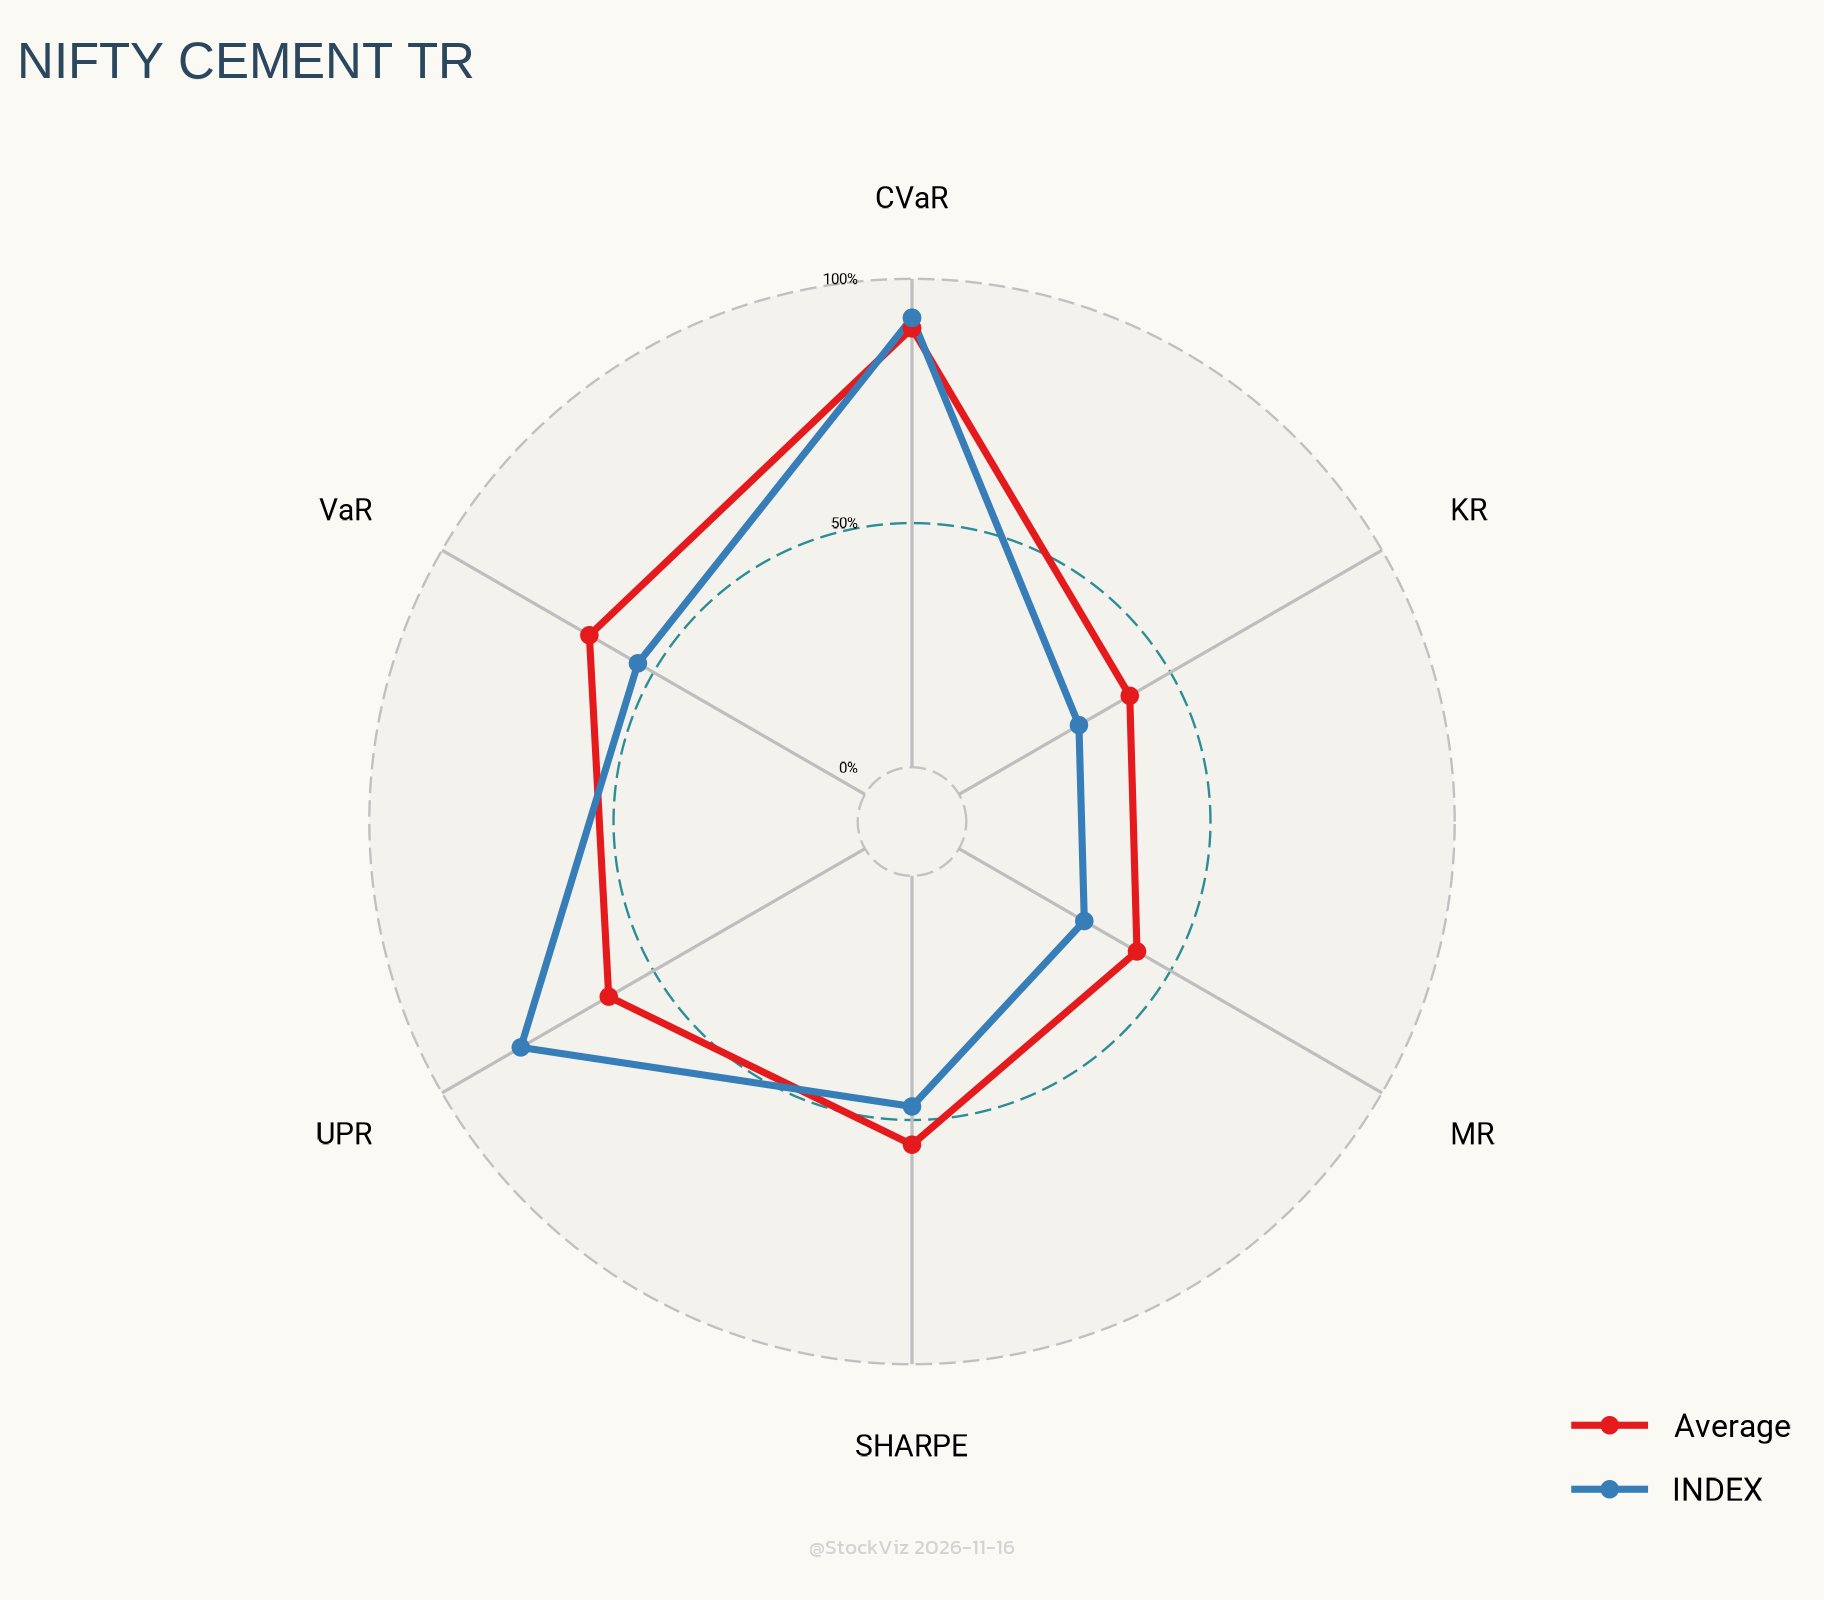 NIFTY CEMENT TR
CVaR
100%
VaR
KR
50%
0%
UPR
MR
SHARPE
Average
INDEX
@StockViz 2026-11-16